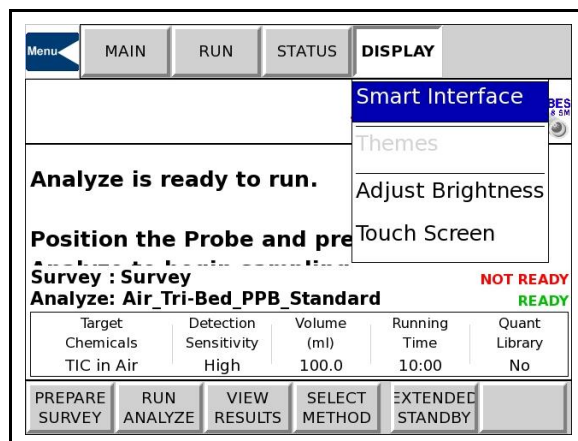 Menu MAIN RUN STATUS DISPLAY
Smart Interface
Themes
Adjust Brightness
Touch Screen
BES
& SM
Analyze is ready to run.
Position the Probe and pre
Survey : Survey NOT READY
Analyze: Air_Tri-Bed_PPB_Standard READY
Target Detection Volume Running Quant
Chemicals Sensitivity (ml) Time Library
TIC in Air High 100.0 10:00 No
PREPARE RUN VIEW SELECT EXTENDED
SURVEY ANALYZE RESULTS METHOD STANDBY